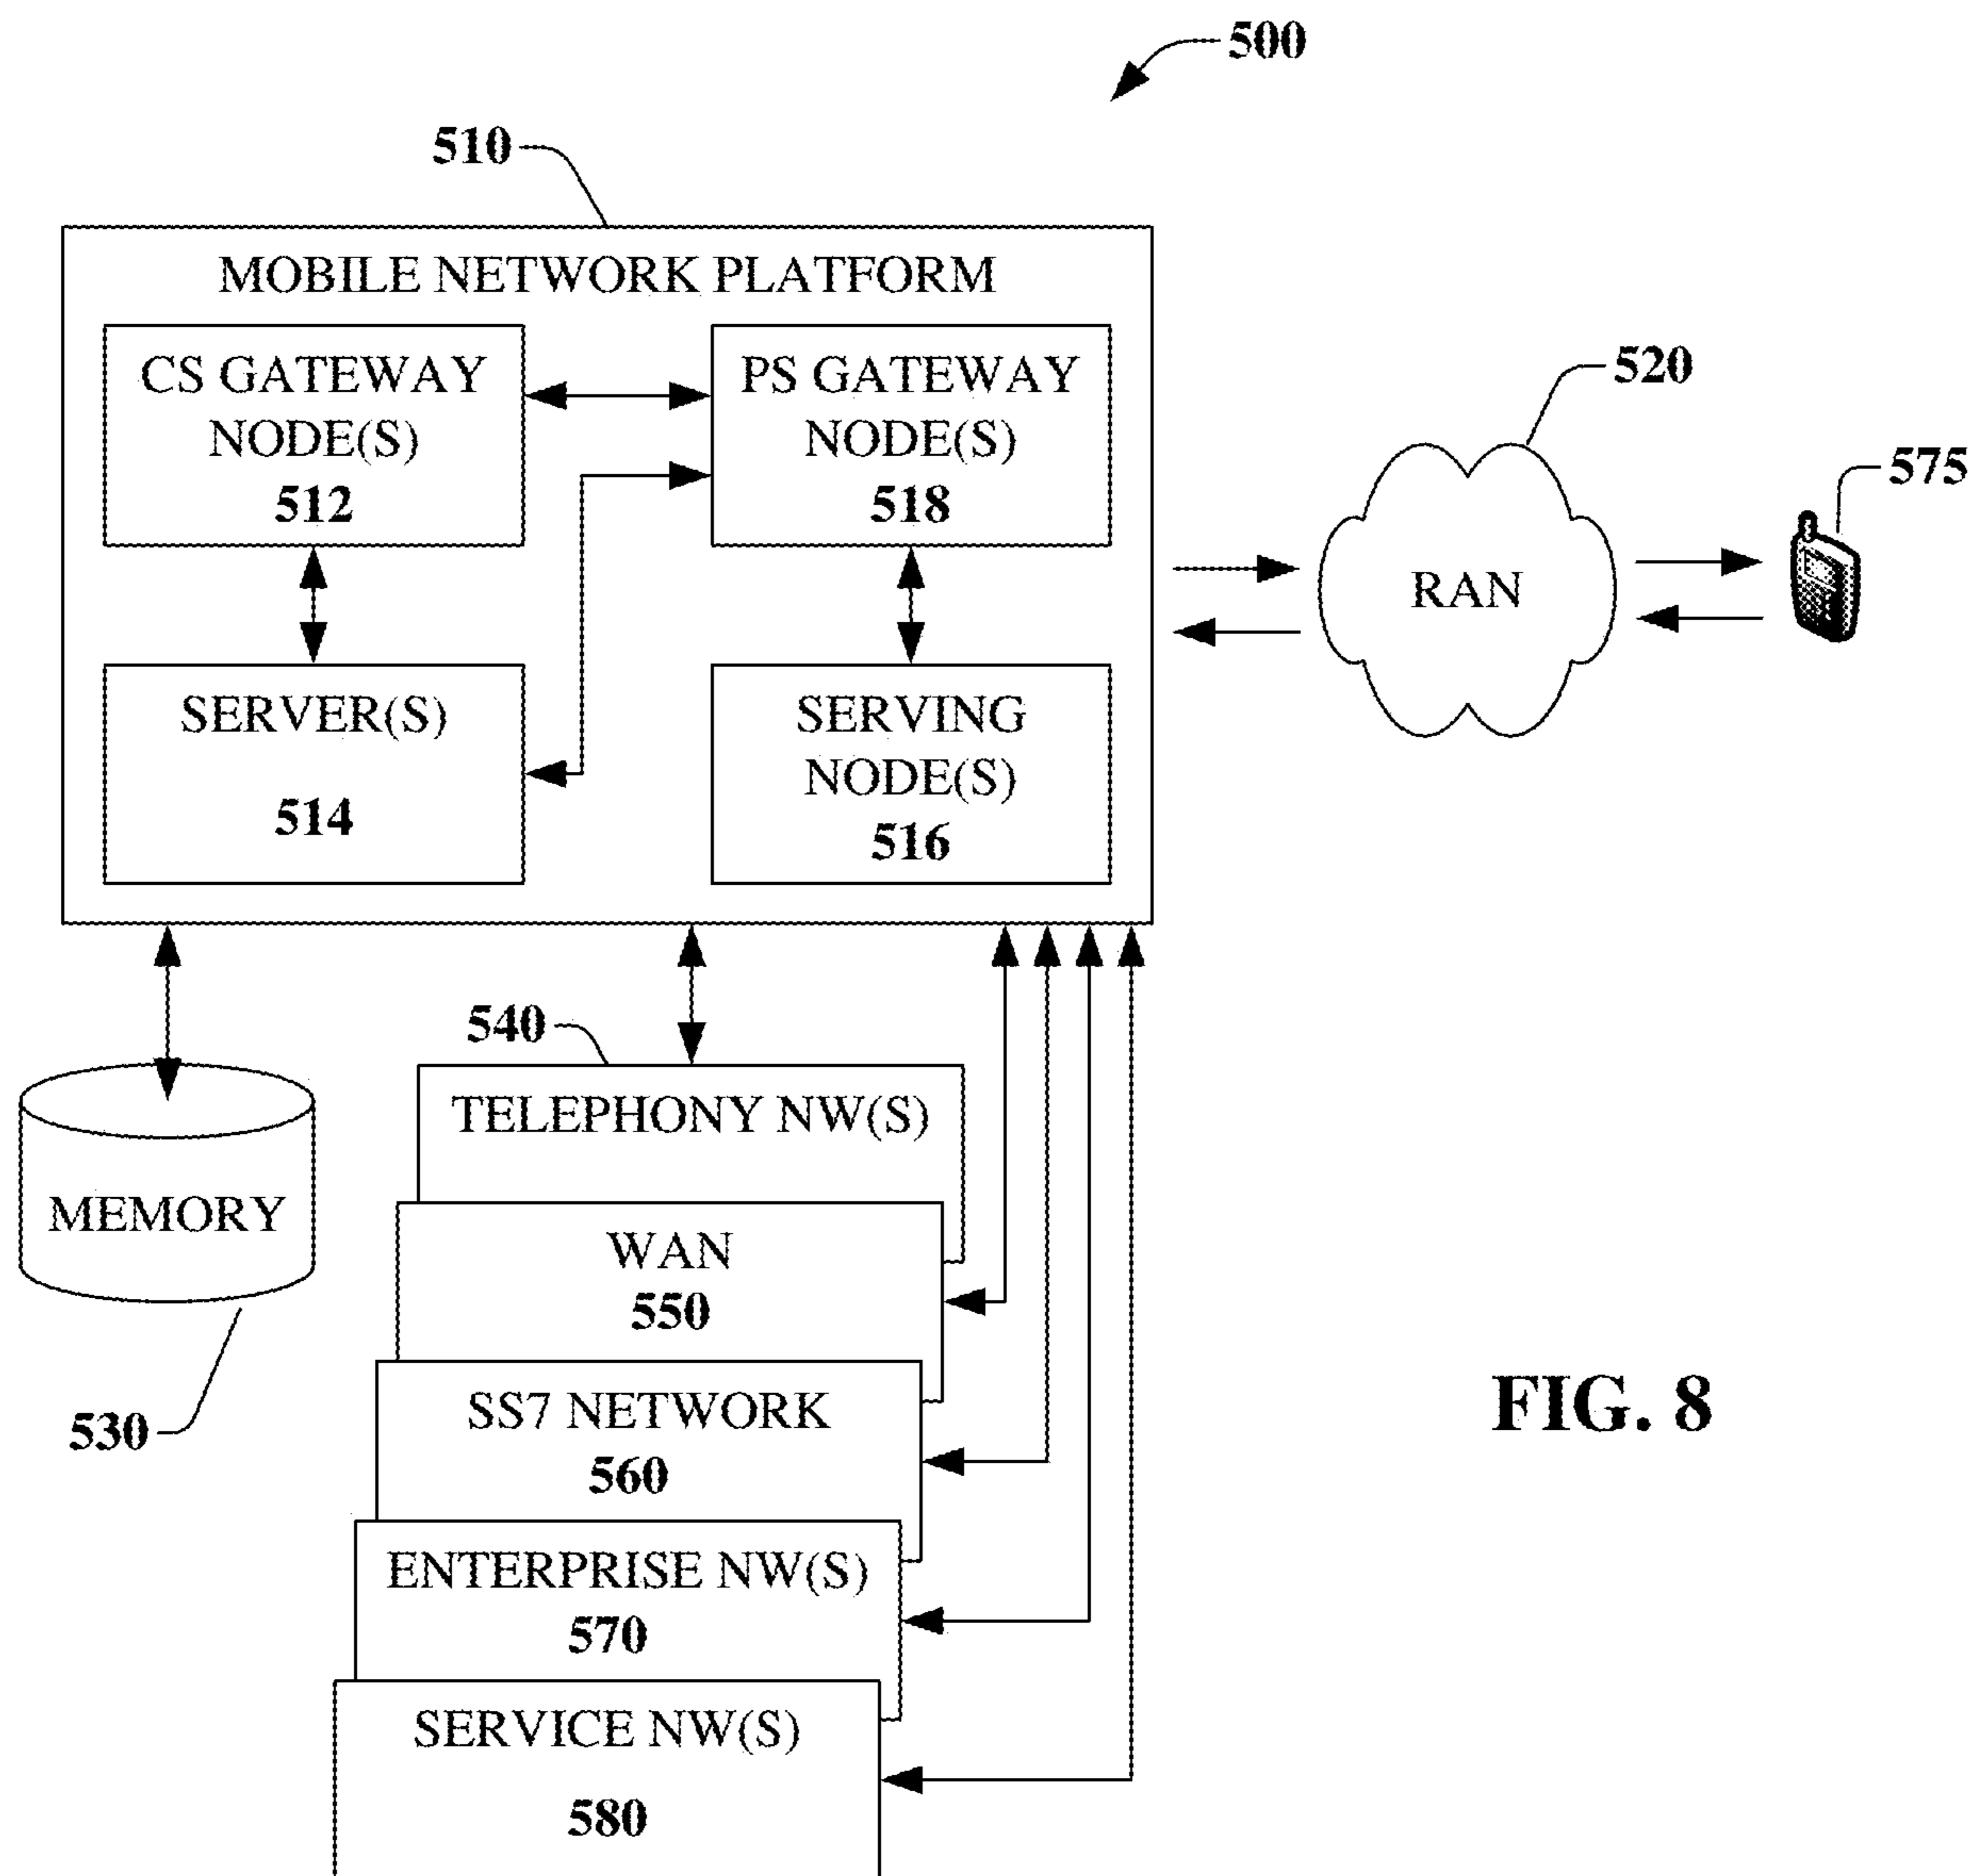 500
510
MOBILE NETWORK PLATFORM
CS GATEWAY
NODE(S)
512
PS GATEWAY
NODE(S)
518
SERVER(S)
514
SERVING
NODE(S)
516
520
RAN
575
540
TELEPHONY NW(S)
MEMORY
530
WAN
550
SS7 NETWORK
560
ENTERPRISE NW(S)
570
SERVICE NW(S)
580
FIG. 8